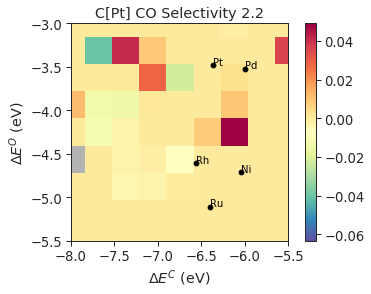 C[Pt] CO Selectivity 2.2
−3.0
−3.5
−4.0
−4.5
−5.0
−5.5
ΔE^O (eV)
Pt
Pd
Rh
Ni
Ru
−8.0 −7.5 −7.0 −6.5 −6.0 −5.5
ΔE^C (eV)
0.04
0.02
0.00
−0.02
−0.04
−0.06